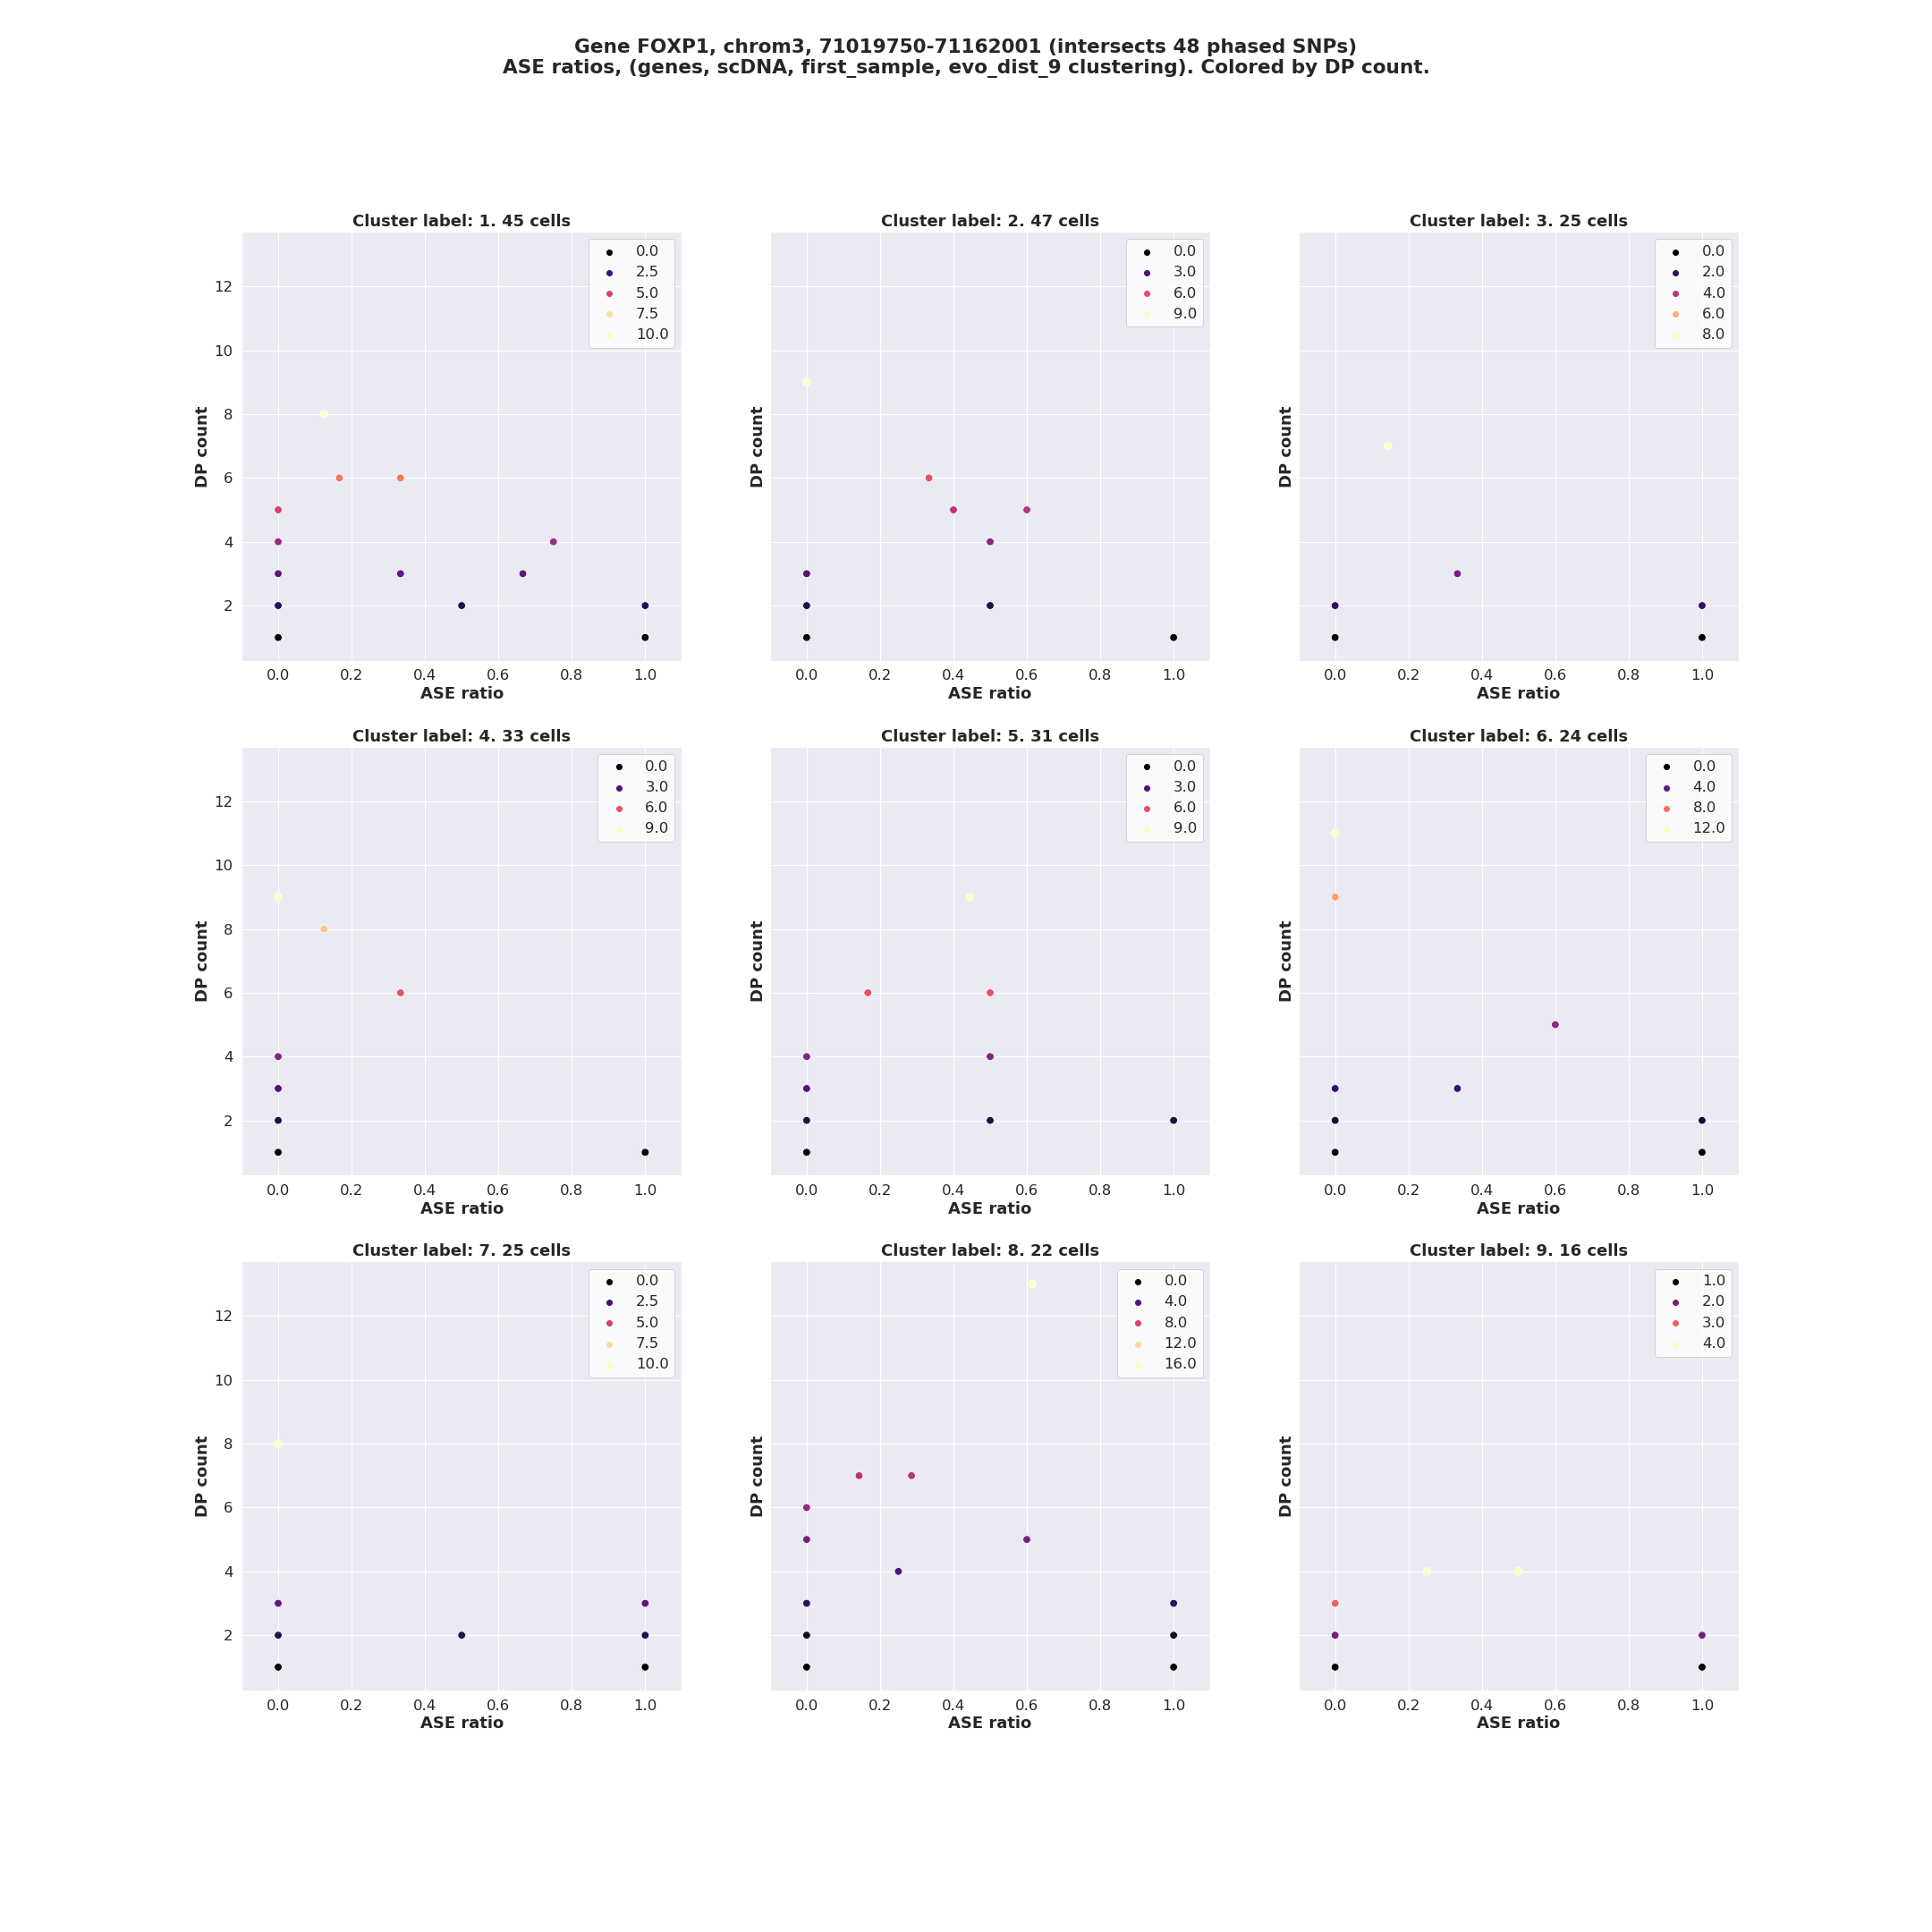 Gene FOXP1, chrom3, 71019750-71162001 (intersects 48 phased SNPs)
ASE ratios, (genes, scDNA, first_sample, evo_dist_9 clustering). Colored by DP count.
Cluster label: 1. 45 cells
0.0
2.5
5.0
7.5
10.0
12
10
8
6
4
2
DP count
0.0 0.2 0.4 0.6 0.8 1.0
ASE ratio
Cluster label: 2. 47 cells
0.0
3.0
6.0
9.0
DP count
0.0 0.2 0.4 0.6 0.8 1.0
ASE ratio
Cluster label: 3. 25 cells
0.0
2.0
4.0
6.0
8.0
DP count
0.0 0.2 0.4 0.6 0.8 1.0
ASE ratio
Cluster label: 4. 33 cells
0.0
3.0
6.0
9.0
12
10
8
6
4
2
DP count
0.0 0.2 0.4 0.6 0.8 1.0
ASE ratio
Cluster label: 5. 31 cells
0.0
3.0
6.0
9.0
DP count
0.0 0.2 0.4 0.6 0.8 1.0
ASE ratio
Cluster label: 6. 24 cells
0.0
4.0
8.0
12.0
DP count
0.0 0.2 0.4 0.6 0.8 1.0
ASE ratio
Cluster label: 7. 25 cells
0.0
2.5
5.0
7.5
10.0
12
10
8
6
4
2
DP count
0.0 0.2 0.4 0.6 0.8 1.0
ASE ratio
Cluster label: 8. 22 cells
0.0
4.0
8.0
12.0
16.0
DP count
0.0 0.2 0.4 0.6 0.8 1.0
ASE ratio
Cluster label: 9. 16 cells
1.0
2.0
3.0
4.0
DP count
0.0 0.2 0.4 0.6 0.8 1.0
ASE ratio